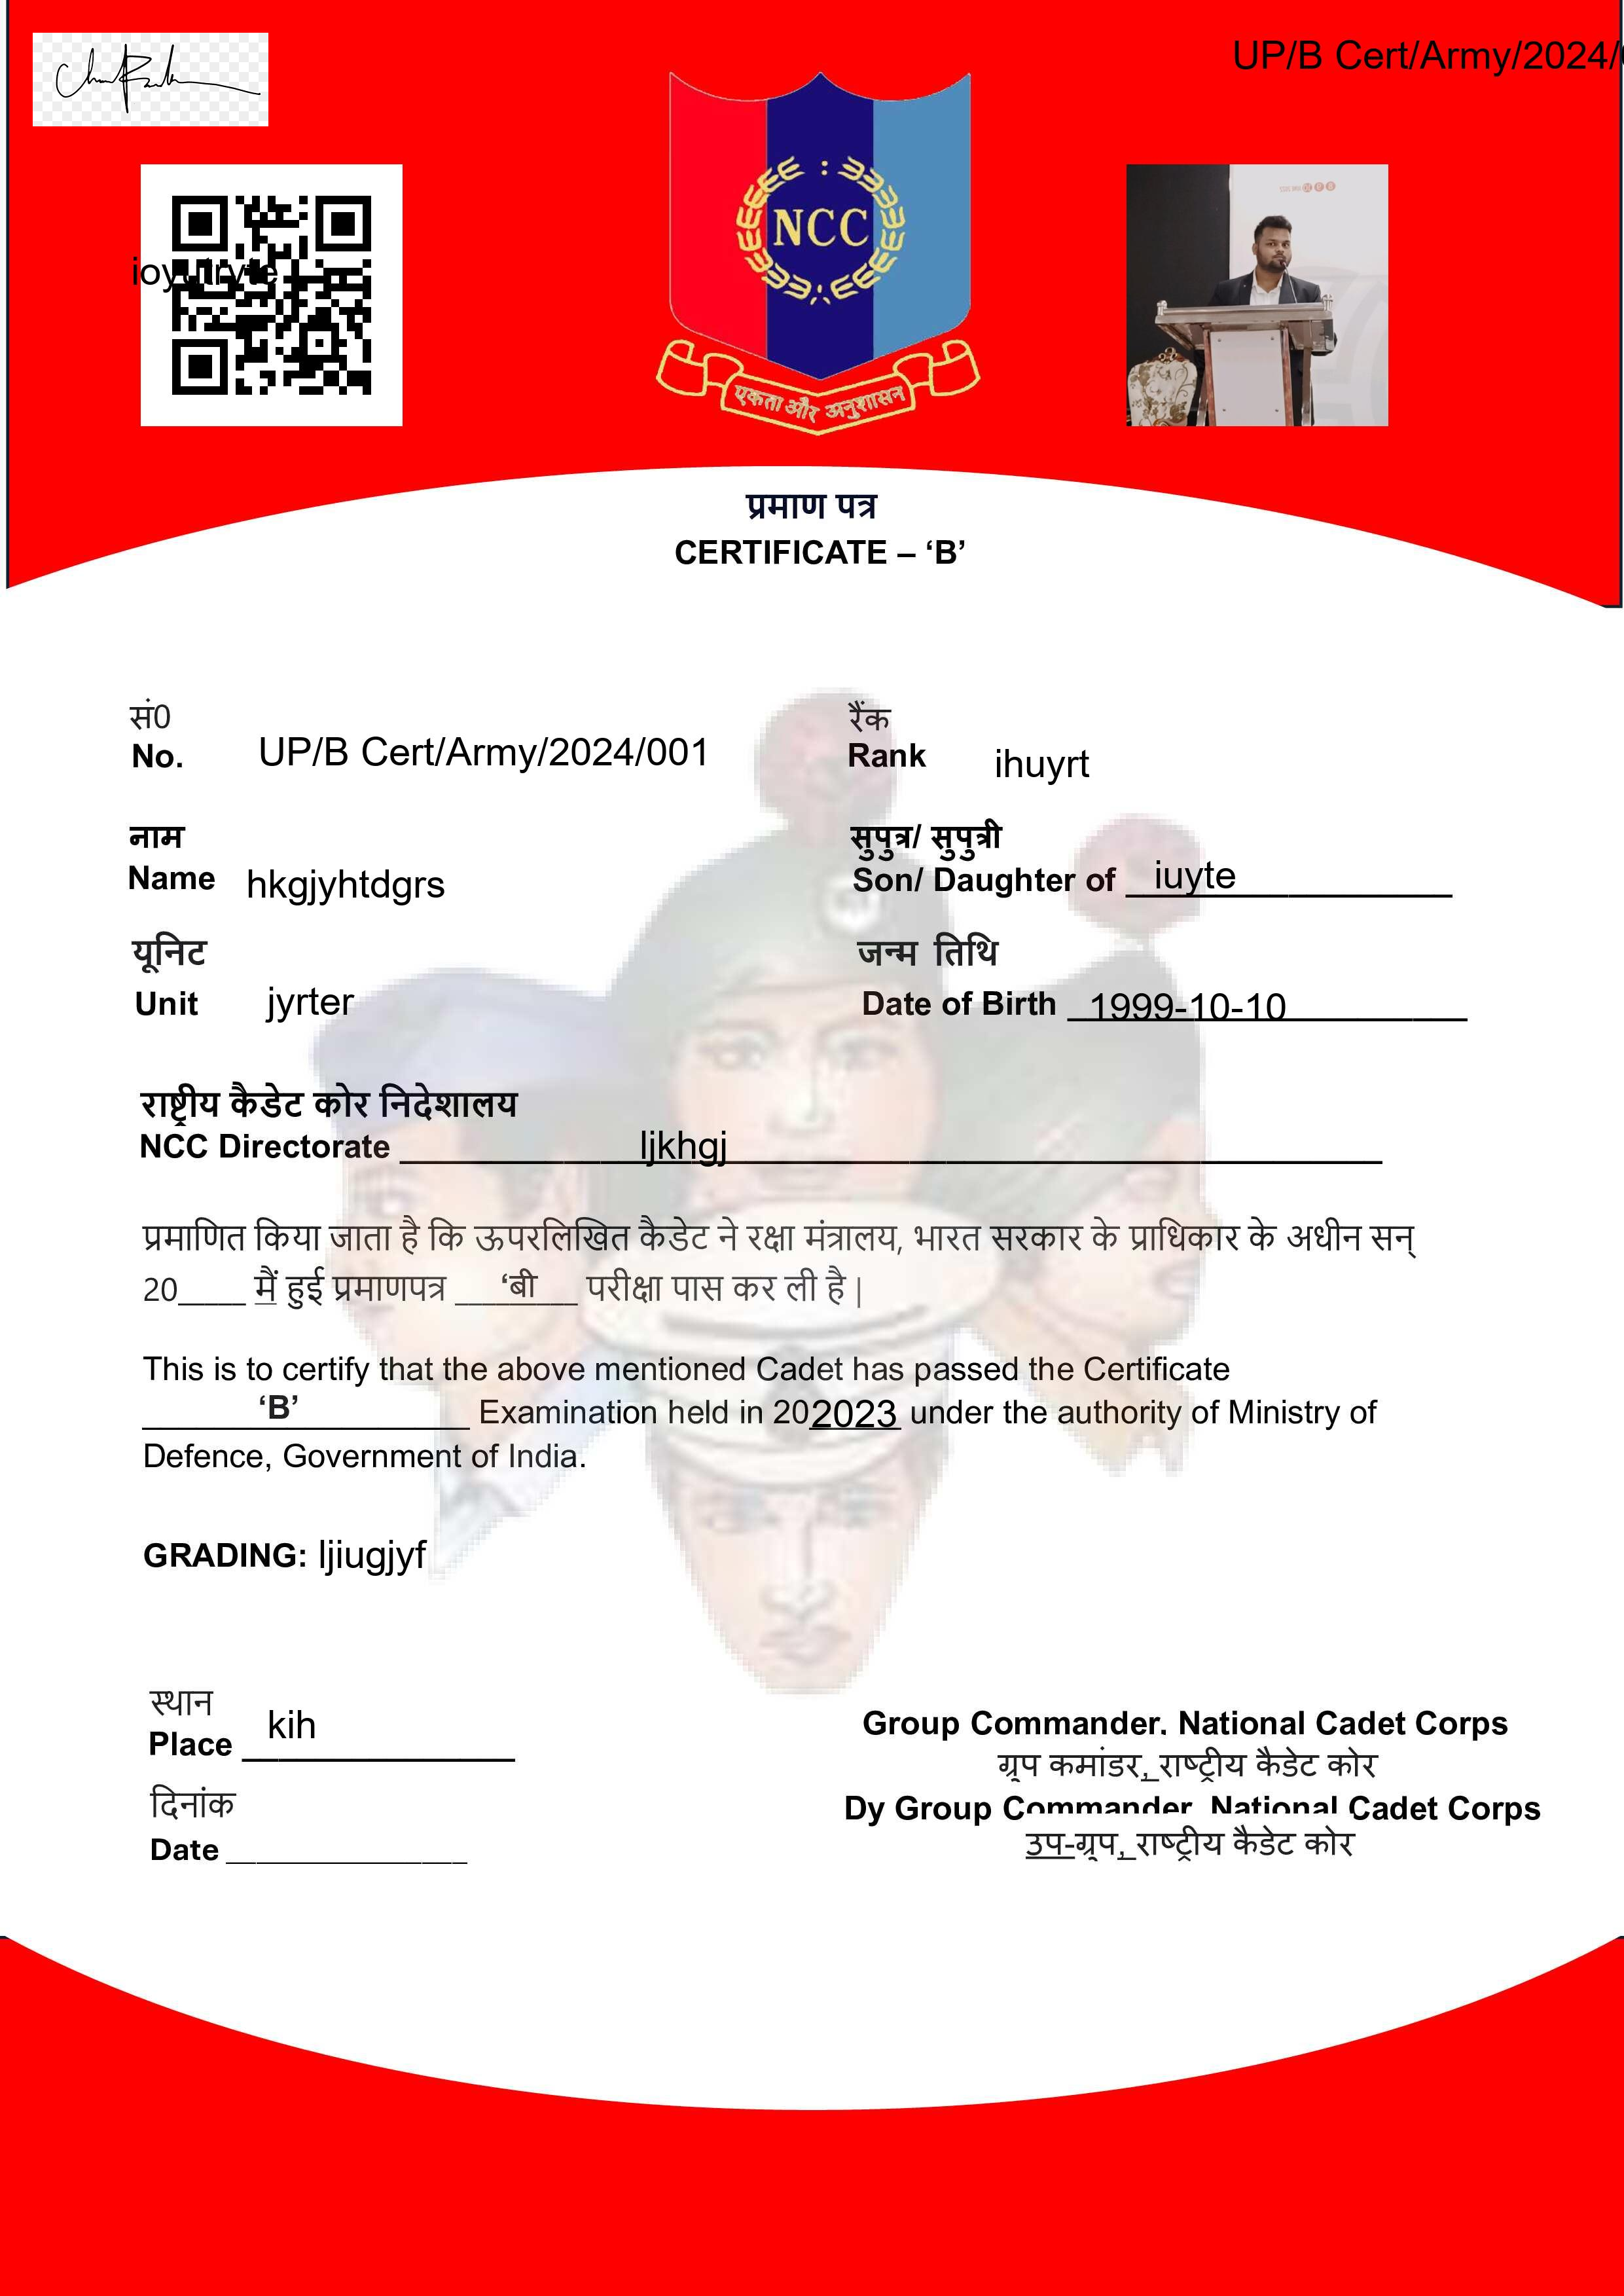 UP/B Cert/Army/2024/
NCC
एकता और अनुशासन
प्रमाण पत्र
CERTIFICATE – ‘B’
सं0
No. UP/B Cert/Army/2024/001
रैंक
Rank ihuyrt
नाम
Name hkgjyhtdgrs
सुपुत्र/ सुपुत्री
Son/ Daughter of iuyte
यूनिट
Unit jyrter
जन्म तिथि
Date of Birth 1999-10-10
राष्ट्रीय कैडेट कोर निदेशालय
NCC Directorate ljkhgj
प्रमाणित किया जाता है कि ऊपरलिखित कैडेट ने रक्षा मंत्रालय, भारत सरकार के प्राधिकार के अधीन सन्
20____ मैं हुई प्रमाणपत्र ‘बी परीक्षा पास कर ली है |
This is to certify that the above mentioned Cadet has passed the Certificate
‘B’ Examination held in 202023 under the authority of Ministry of
Defence, Government of India.
GRADING: ljiugjyf
स्थान
Place kih
दिनांक
Date
Group Commander, National Cadet Corps
ग्रुप कमांडर, राष्ट्रीय कैडेट कोर
Dy Group Commander, National Cadet Corps
उप-ग्रुप, राष्ट्रीय कैडेट कोर